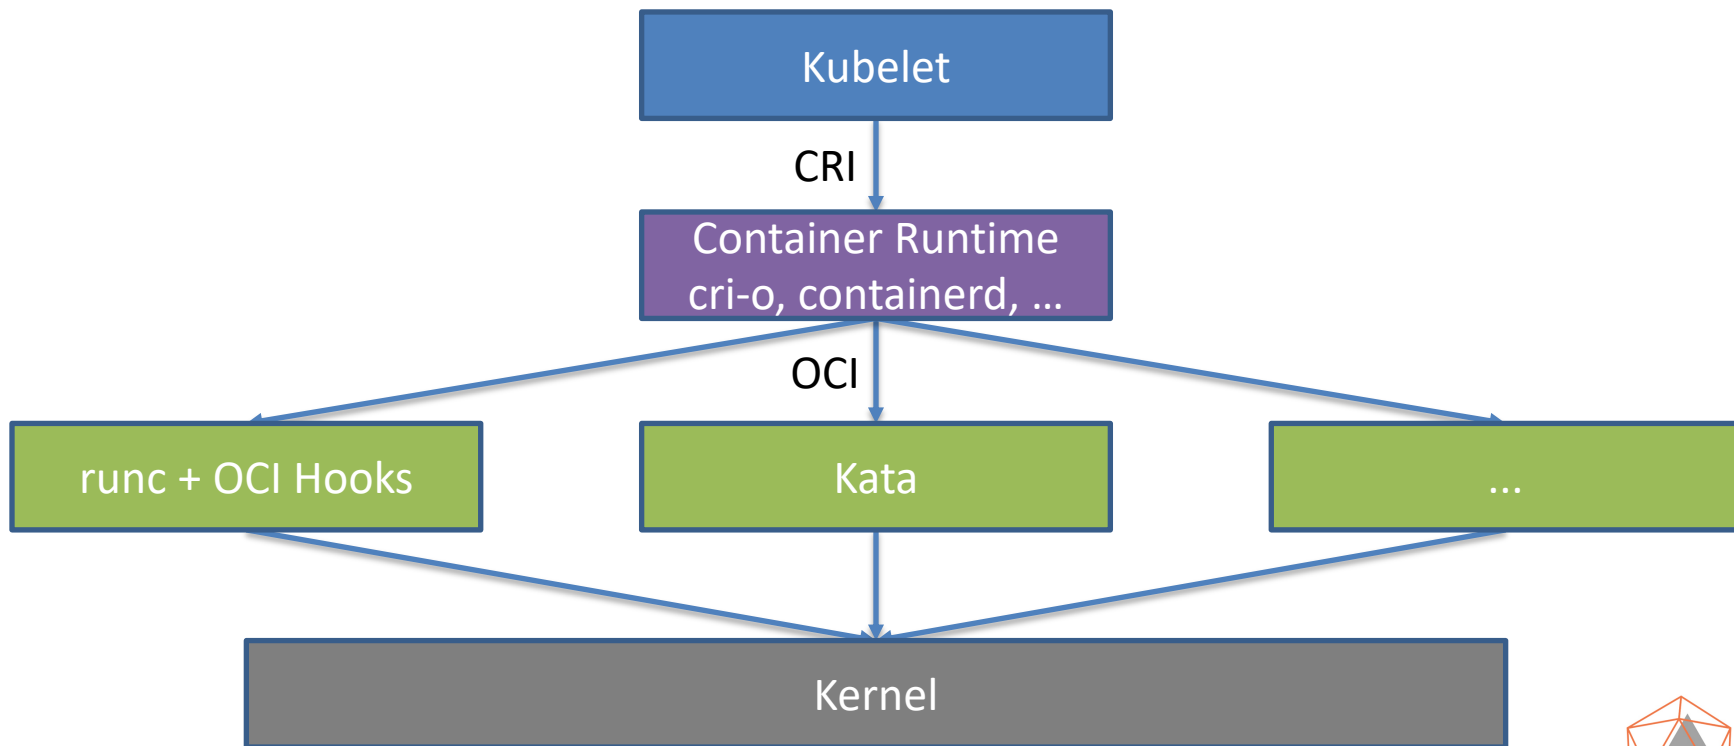 Kubelet
CRI
Container Runtime
cri-o, containerd, ...
OCI
runc + OCI Hooks
Kata
...
Kernel